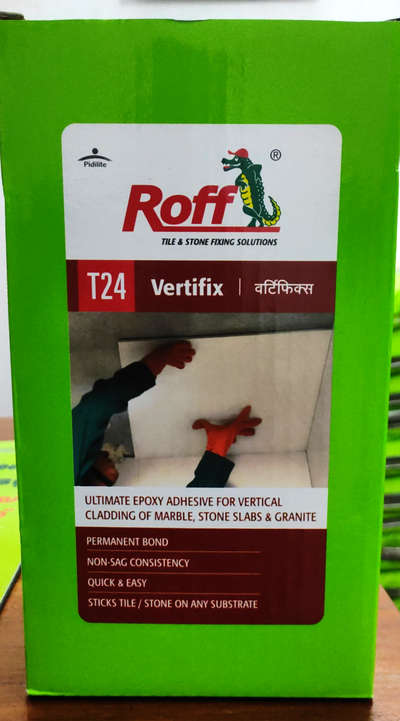 Pidilite
Roff ®
TILE & STONE FIXING SOLUTIONS
T24 Vertifix | वर्टिफिक्स
ULTIMATE EPOXY ADHESIVE FOR VERTICAL
CLADDING OF MARBLE, STONE SLABS & GRANITE
PERMANENT BOND
NON-SAG CONSISTENCY
QUICK & EASY
STICKS TILE / STONE ON ANY SUBSTRATE